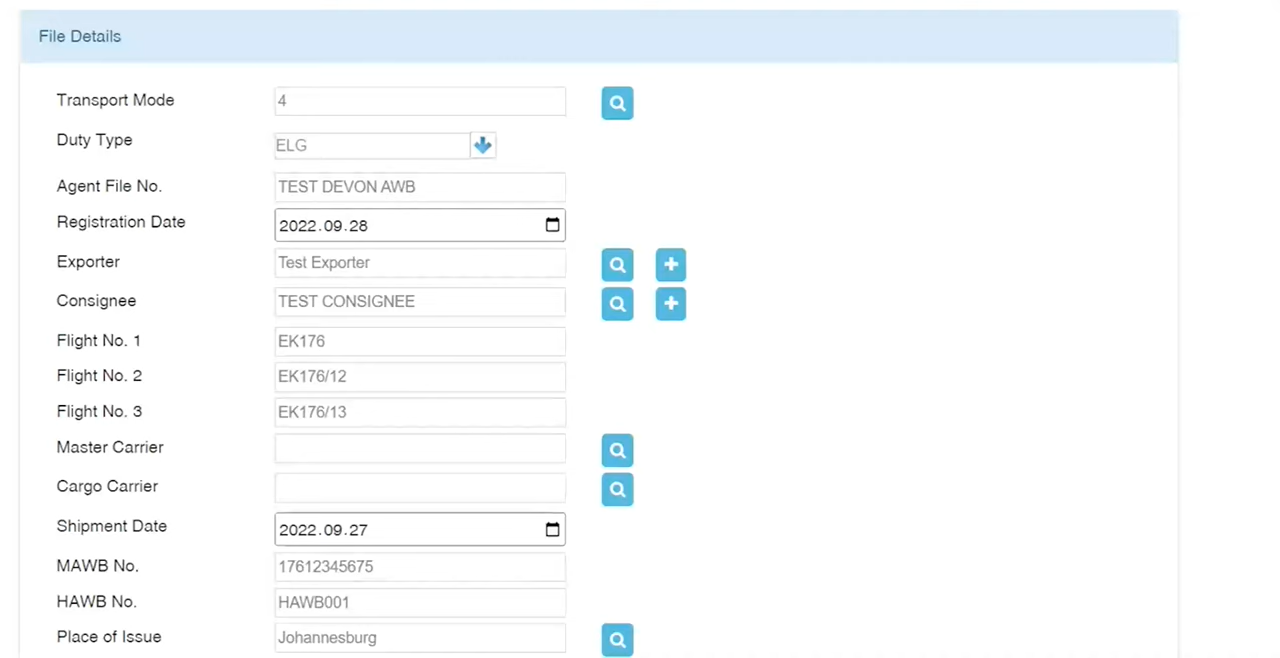 File Details
Transport Mode 4
Duty Type ELG
Agent File No. TEST DEVON AWB
Registration Date 2022.09.28
Exporter Test Exporter
Consignee TEST CONSIGNEE
Flight No. 1 EK176
Flight No. 2 EK176/12
Flight No. 3 EK176/13
Master Carrier
Cargo Carrier
Shipment Date 2022.09.27
MAWB No. 17612345675
HAWB No. HAWB001
Place of Issue Johannesburg